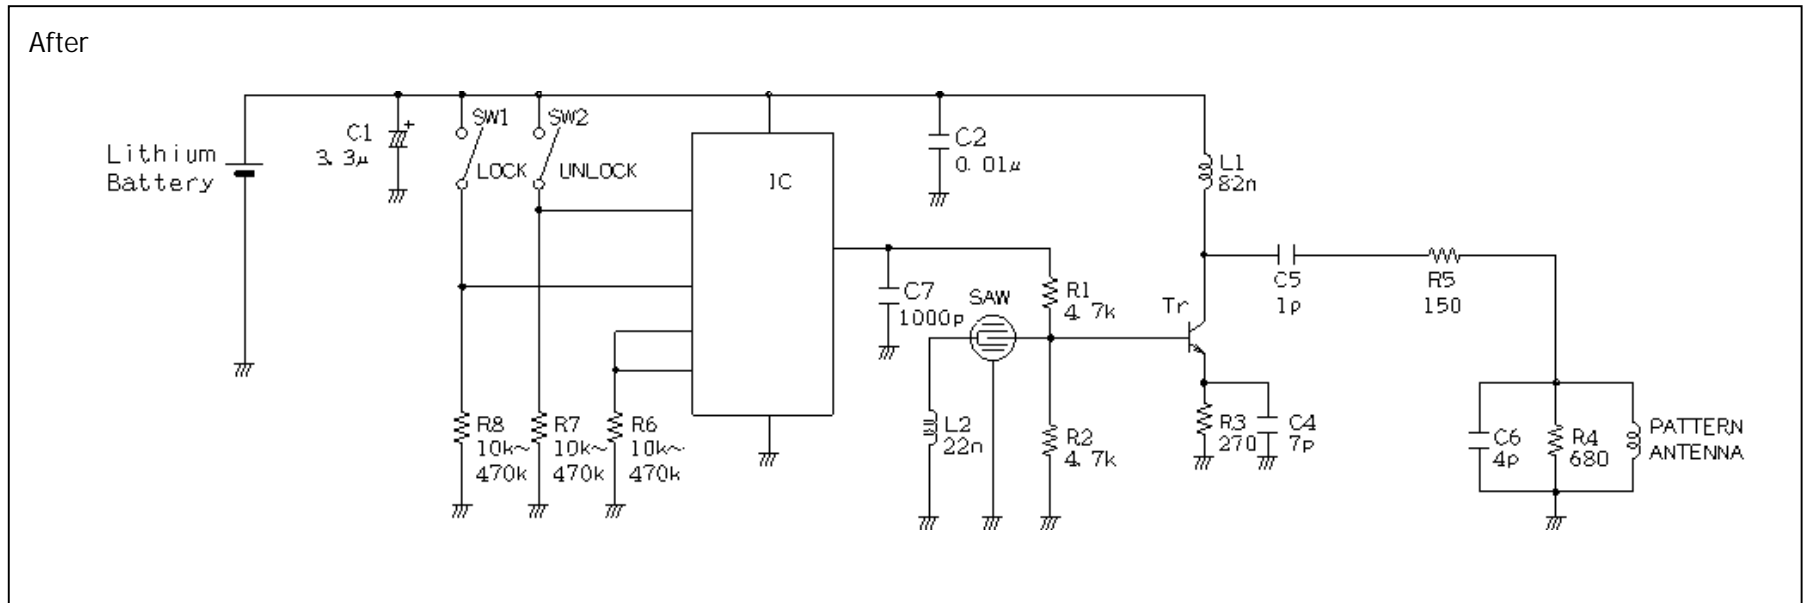 After
Lithium
Battery
C1
+
3.3μ
SW1
LOCK
SW2
UNLOCK
IC
C2
0.01μ
L1
82n
C7
1000p
SAW
R1
4.7k
Tr
C5
1p
R5
150
R8
10k~
470k
R7
10k~
470k
R6
10k~
470k
L2
22n
R2
4.7k
R3
270
C4
7p
C6
4p
R4
680
PATTERN
ANTENNA